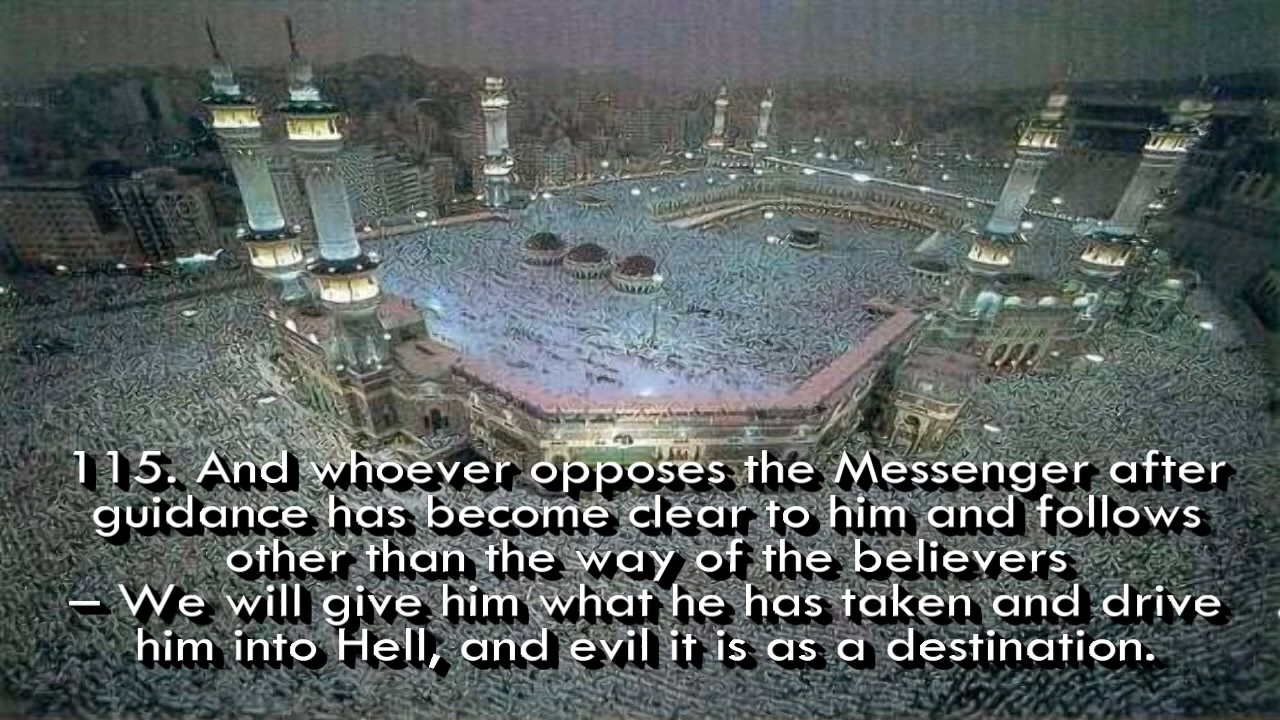 115. And whoever opposes the Messenger after
guidance has become clear to him and follows
other than the way of the believers
– We will give him what he has taken and drive
him into Hell, and evil it is as a destination.